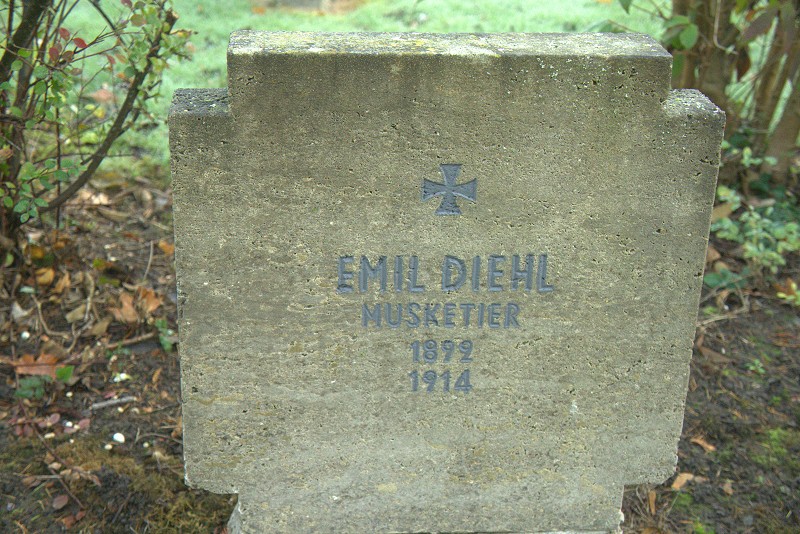 EMIL DIEHL
MUSKETIER
1892
1914